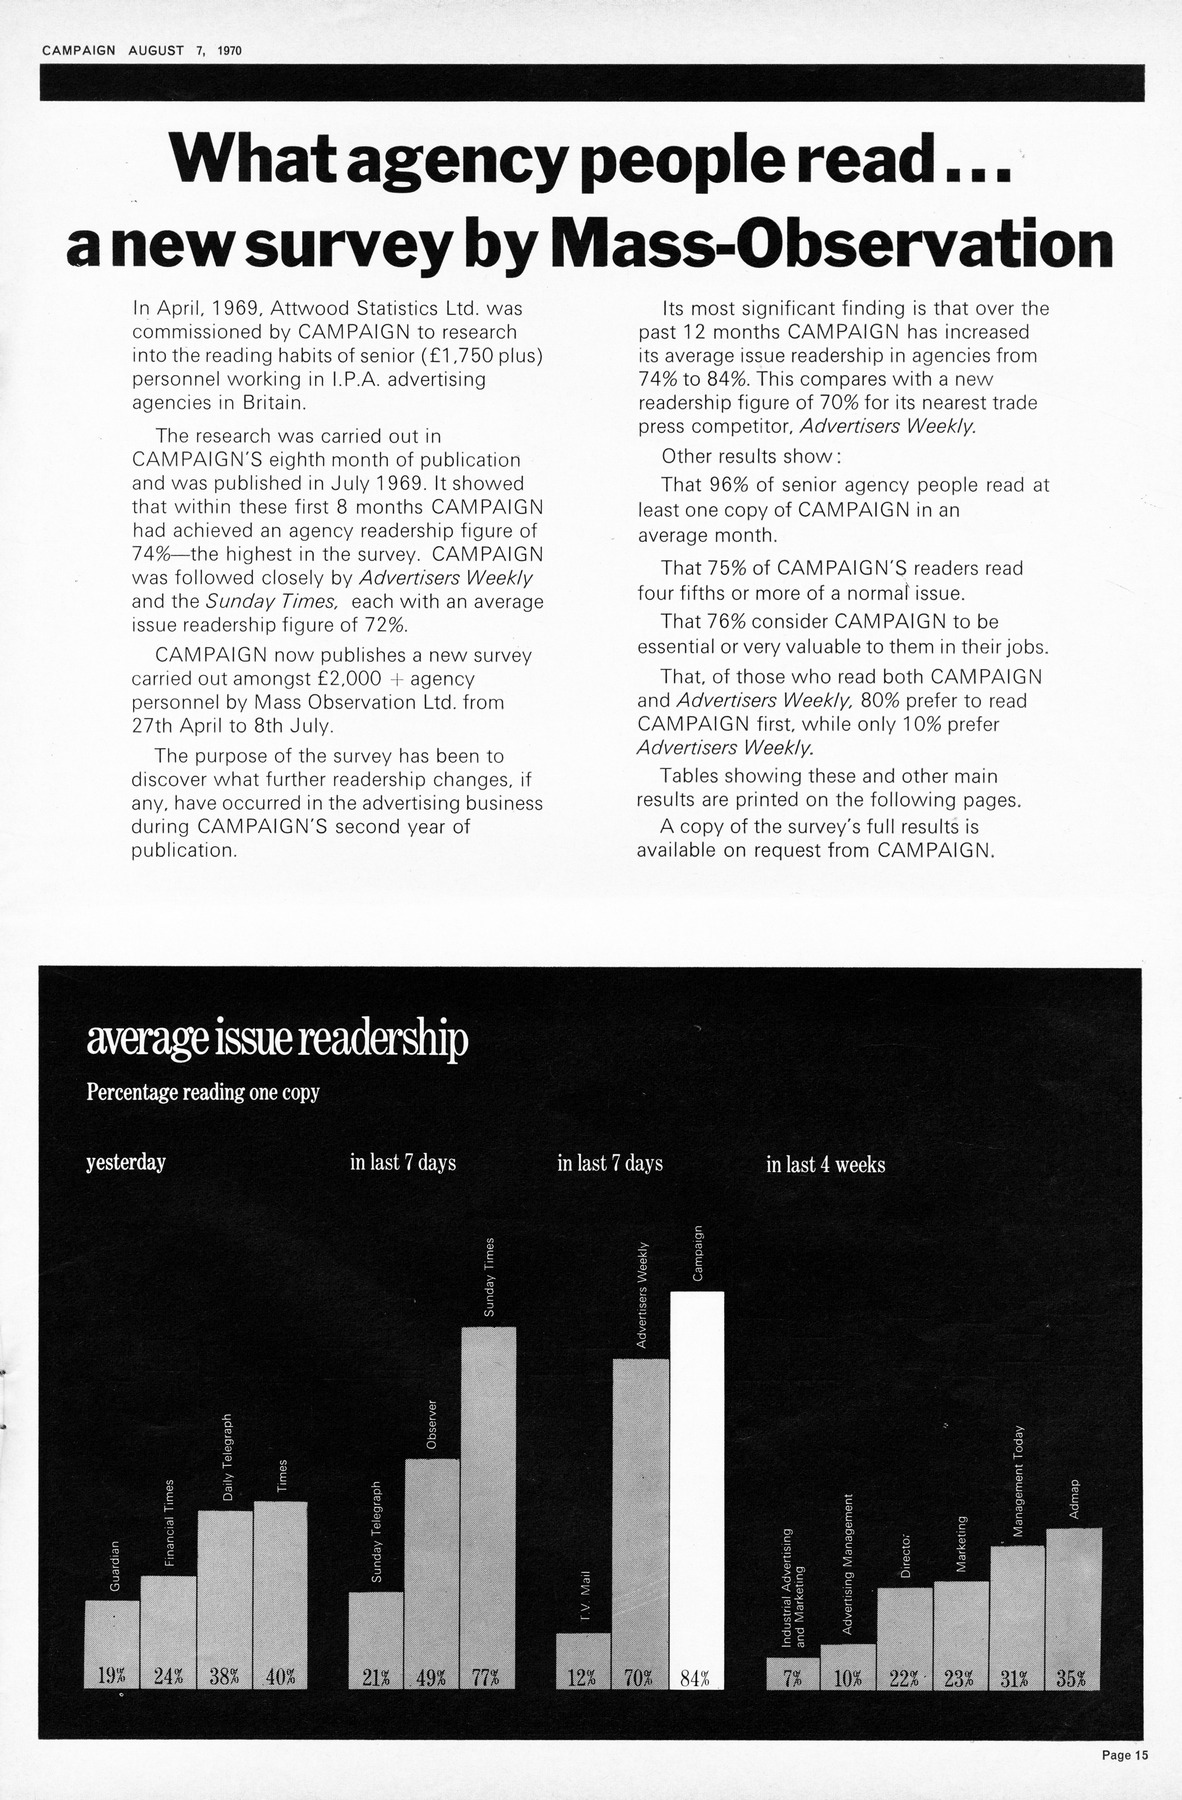 CAMPAIGN AUGUST 7, 1970
What agency people read...
a new survey by Mass-Observation
In April, 1969, Attwood Statistics Ltd. was
commissioned by CAMPAIGN to research
into the reading habits of senior (£1,750 plus)
personnel working in I.P.A. advertising
agencies in Britain.
The research was carried out in
CAMPAIGN'S eighth month of publication
and was published in July 1969. It showed
that within these first 8 months CAMPAIGN
had achieved an agency readership figure of
74%—the highest in the survey. CAMPAIGN
was followed closely by Advertisers Weekly
and the Sunday Times, each with an average
issue readership figure of 72%.
CAMPAIGN now publishes a new survey
carried out amongst £2,000 + agency
personnel by Mass Observation Ltd. from
27th April to 8th July.
The purpose of the survey has been to
discover what further readership changes, if
any, have occurred in the advertising business
during CAMPAIGN'S second year of
publication.
Its most significant finding is that over the
past 12 months CAMPAIGN has increased
its average issue readership in agencies from
74% to 84%. This compares with a new
readership figure of 70% for its nearest trade
press competitor, Advertisers Weekly.
Other results show:
That 96% of senior agency people read at
least one copy of CAMPAIGN in an
average month.
That 75% of CAMPAIGN'S readers read
four fifths or more of a normal issue.
That 76% consider CAMPAIGN to be
essential or very valuable to them in their jobs.
That, of those who read both CAMPAIGN
and Advertisers Weekly, 80% prefer to read
CAMPAIGN first, while only 10% prefer
Advertisers Weekly.
Tables showing these and other main
results are printed on the following pages.
A copy of the survey's full results is
available on request from CAMPAIGN.
average issue readership
Percentage reading one copy
yesterday
Guardian
Financial Times
Daily Telegraph
Times
19% 24% 38% 40%
in last 7 days
Sunday Telegraph
Observer
Sunday Times
21% 49% 77%
in last 7 days
T.V. Mail
Advertisers Weekly
Campaign
12% 70% 84%
in last 4 weeks
Industrial Advertising
and Marketing
Advertising Management
Director
Marketing
Management Today
Admap
7% 10% 22% 23% 31% 35%
Page 15